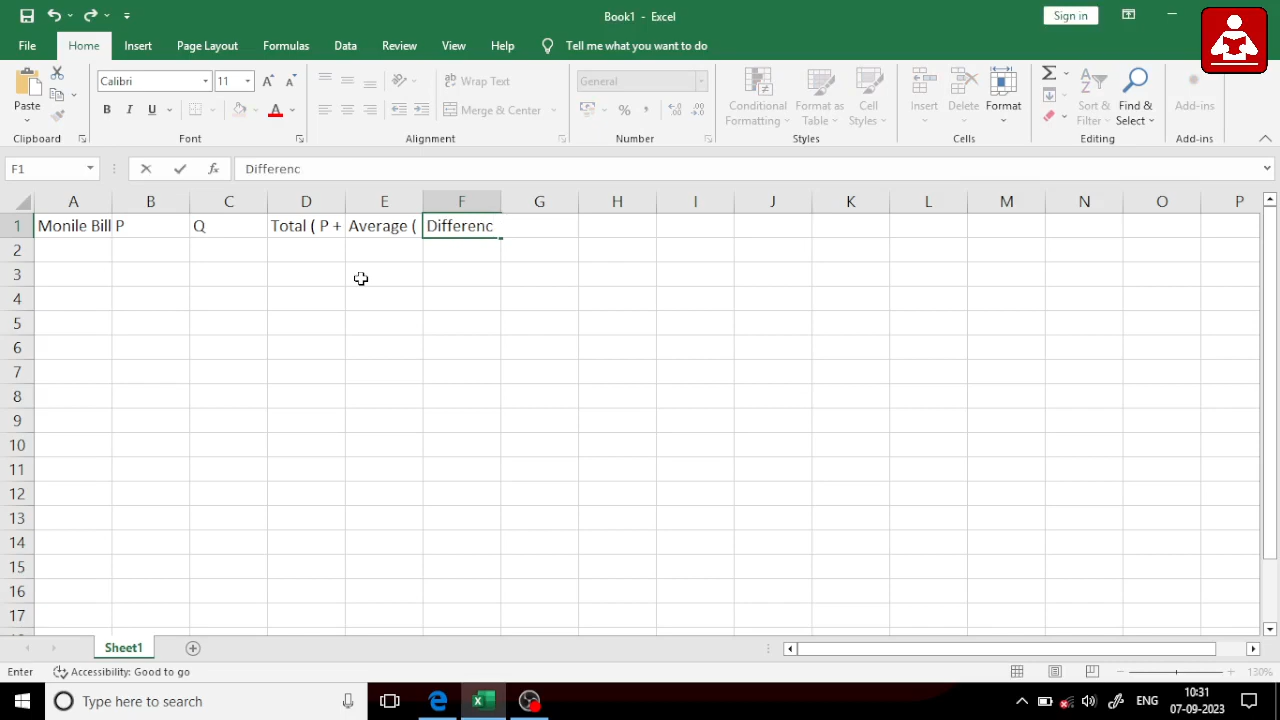 Book1 - Excel
Sign in
File Home Insert Page Layout Formulas Data Review View Help Tell me what you want to do
Paste
Calibri 11
B I U A
Wrap Text
Merge & Center
General
Conditional Formatting
Format as Table
Cell Styles
Insert Delete Format
Sort & Filter
Find & Select
Add-ins
Clipboard Font Alignment Number Styles Cells Editing Add-ins
F1 fx Differenc
A B C D E F G H I J K L M N O P
1 Monile Bill P Q Total ( P + Average ( Differenc
2
3
4
5
6
7
8
9
10
11
12
13
14
15
16
17
Sheet1
Enter Accessibility: Good to go 130%
Type here to search
ENG
10:31
07-09-2023